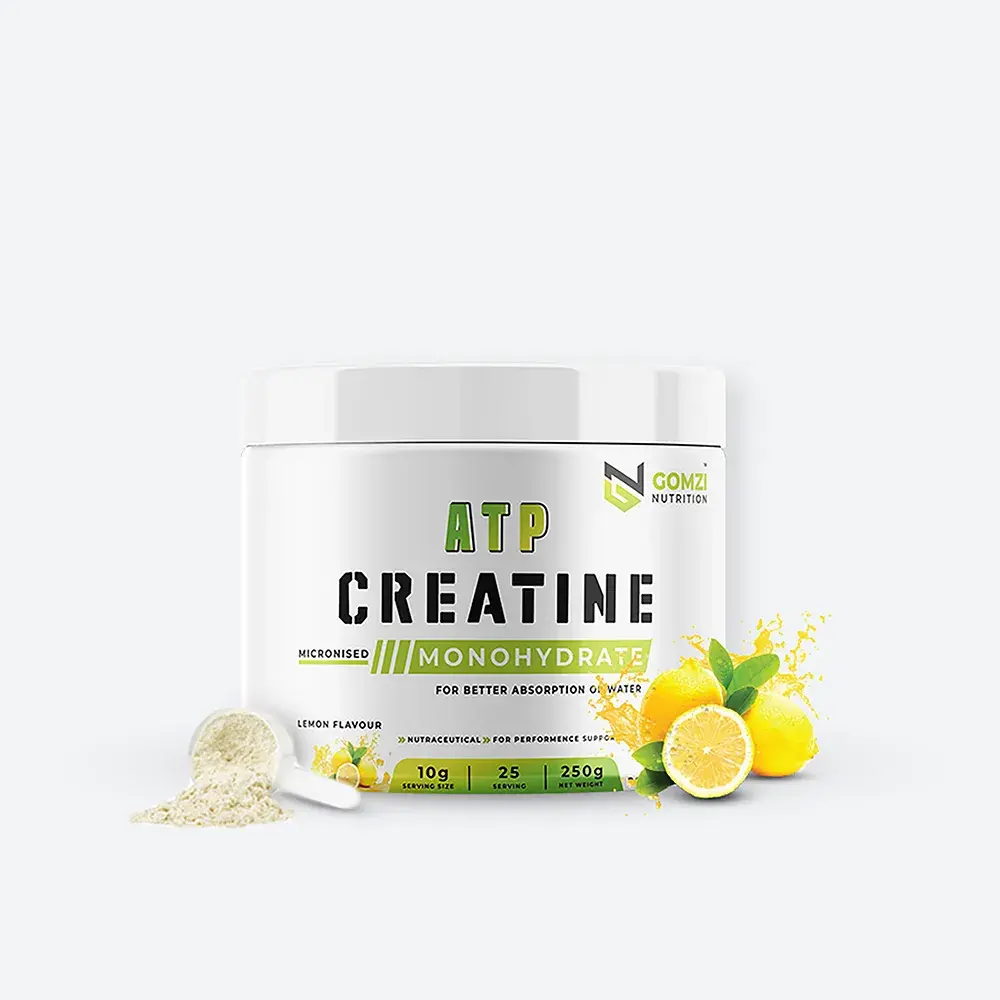 GOMZI
NUTRITION
ATP
CREATINE
MICRONISED
MONOHYDRATE
FOR BETTER ABSORPTION OF WATER
LEMON FLAVOUR
NUTRACEUTICAL FOR PERFORMENCE
10g 25 250g
SERVING SIZE SERVING NET WEIGHT